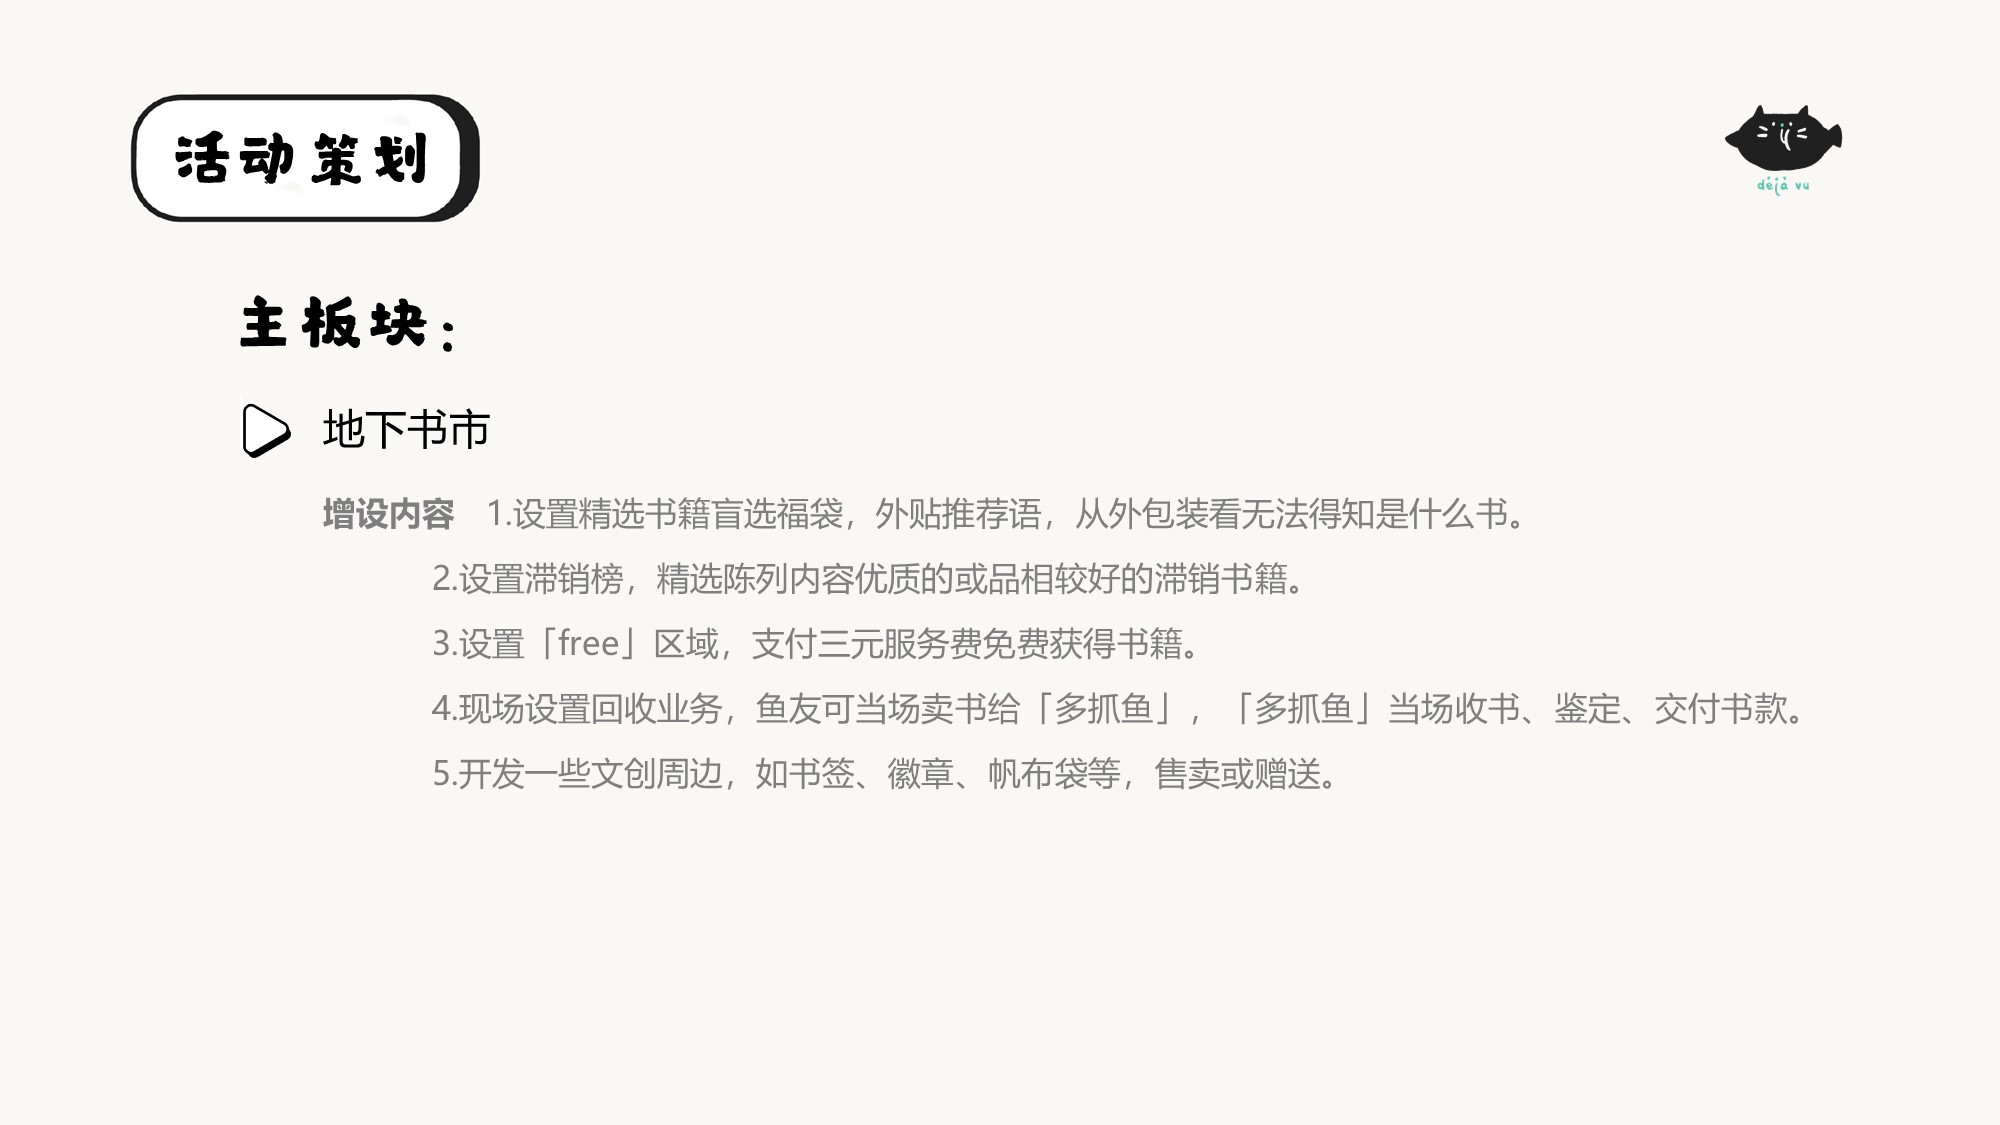 活动策划
déjà vu
主板块：
地下书市
增设内容 1.设置精选书籍盲选福袋，外贴推荐语，从外包装看无法得知是什么书。
2.设置滞销榜，精选陈列内容优质的或品相较好的滞销书籍。
3.设置「free」区域，支付三元服务费免费获得书籍。
4.现场设置回收业务，鱼友可当场卖书给「多抓鱼」，「多抓鱼」当场收书、鉴定、交付书款。
5.开发一些文创周边，如书签、徽章、帆布袋等，售卖或赠送。